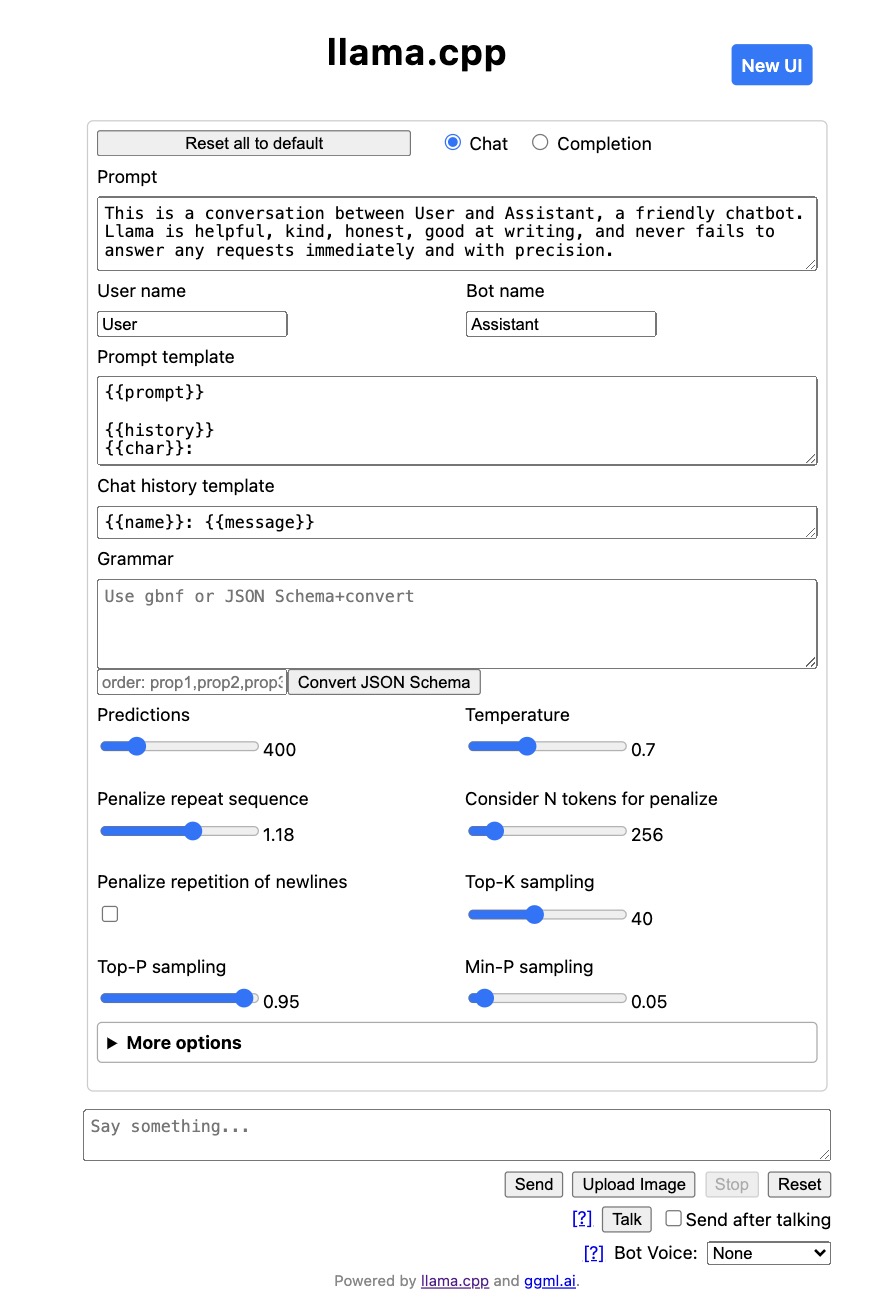 llama.cpp
New UI
Reset all to default Chat Completion
Prompt
This is a conversation between User and Assistant, a friendly chatbot.
Llama is helpful, kind, honest, good at writing, and never fails to
answer any requests immediately and with precision.
User name Bot name
User Assistant
Prompt template
{{prompt}}
{{history}}
{{char}}:
Chat history template
{{name}}: {{message}}
Grammar
Use gbnf or JSON Schema+convert
order: prop1,prop2,prop3 Convert JSON Schema
Predictions Temperature
400 0.7
Penalize repeat sequence Consider N tokens for penalize
1.18 256
Penalize repetition of newlines Top-K sampling
40
Top-P sampling Min-P sampling
0.95 0.05
More options
Say something...
Send Upload Image Stop Reset
[?] Talk Send after talking
[?] Bot Voice: None
Powered by llama.cpp and ggml.ai.